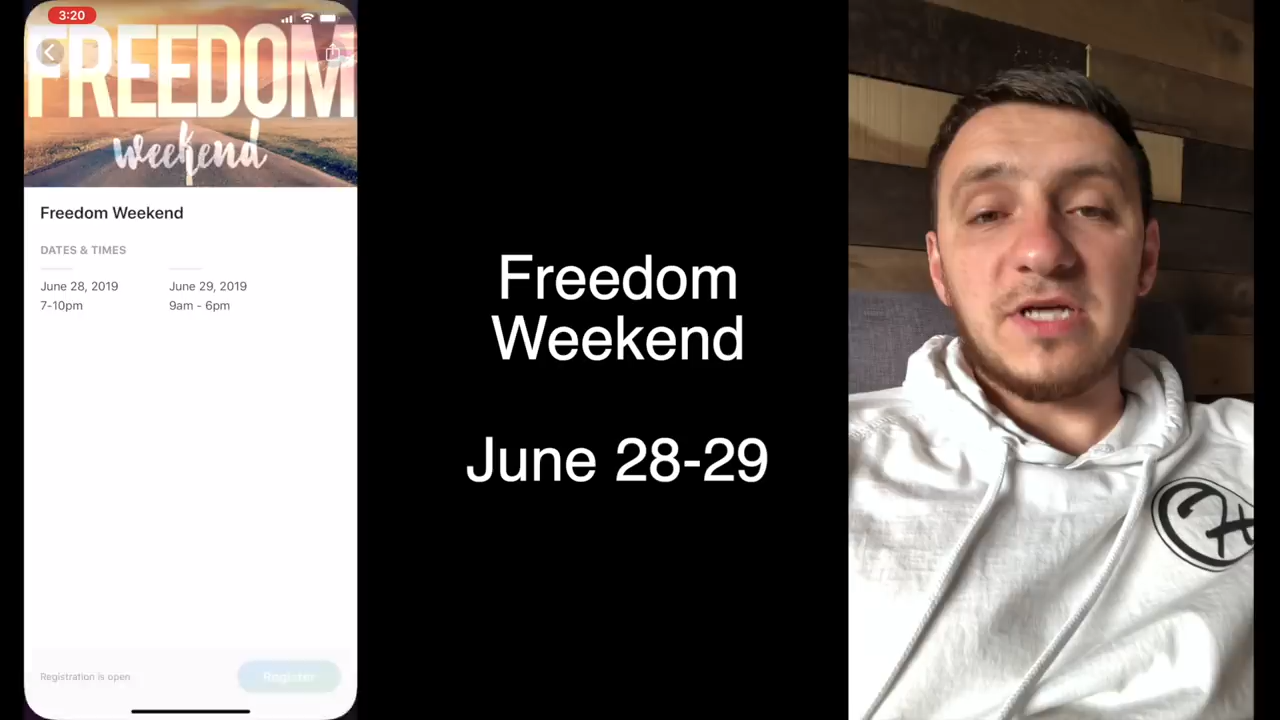 3:20
FREEDOM
weekend
Freedom Weekend
DATES & TIMES
June 28, 2019
June 29, 2019
7-10pm
9am - 6pm
Registration is open
Register
Freedom
Weekend
June 28-29
H